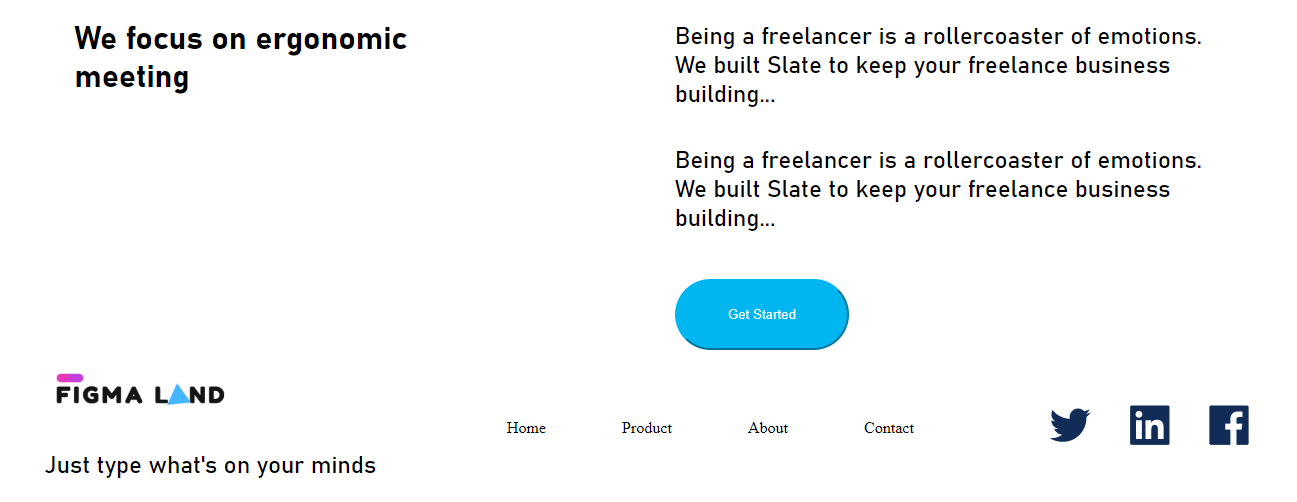 We focus on ergonomic
meeting
Being a freelancer is a rollercoaster of emotions.
We built Slate to keep your freelance business
building...
Being a freelancer is a rollercoaster of emotions.
We built Slate to keep your freelance business
building...
Get Started
FIGMA LAND
Home Product About Contact
in f
Just type what's on your minds